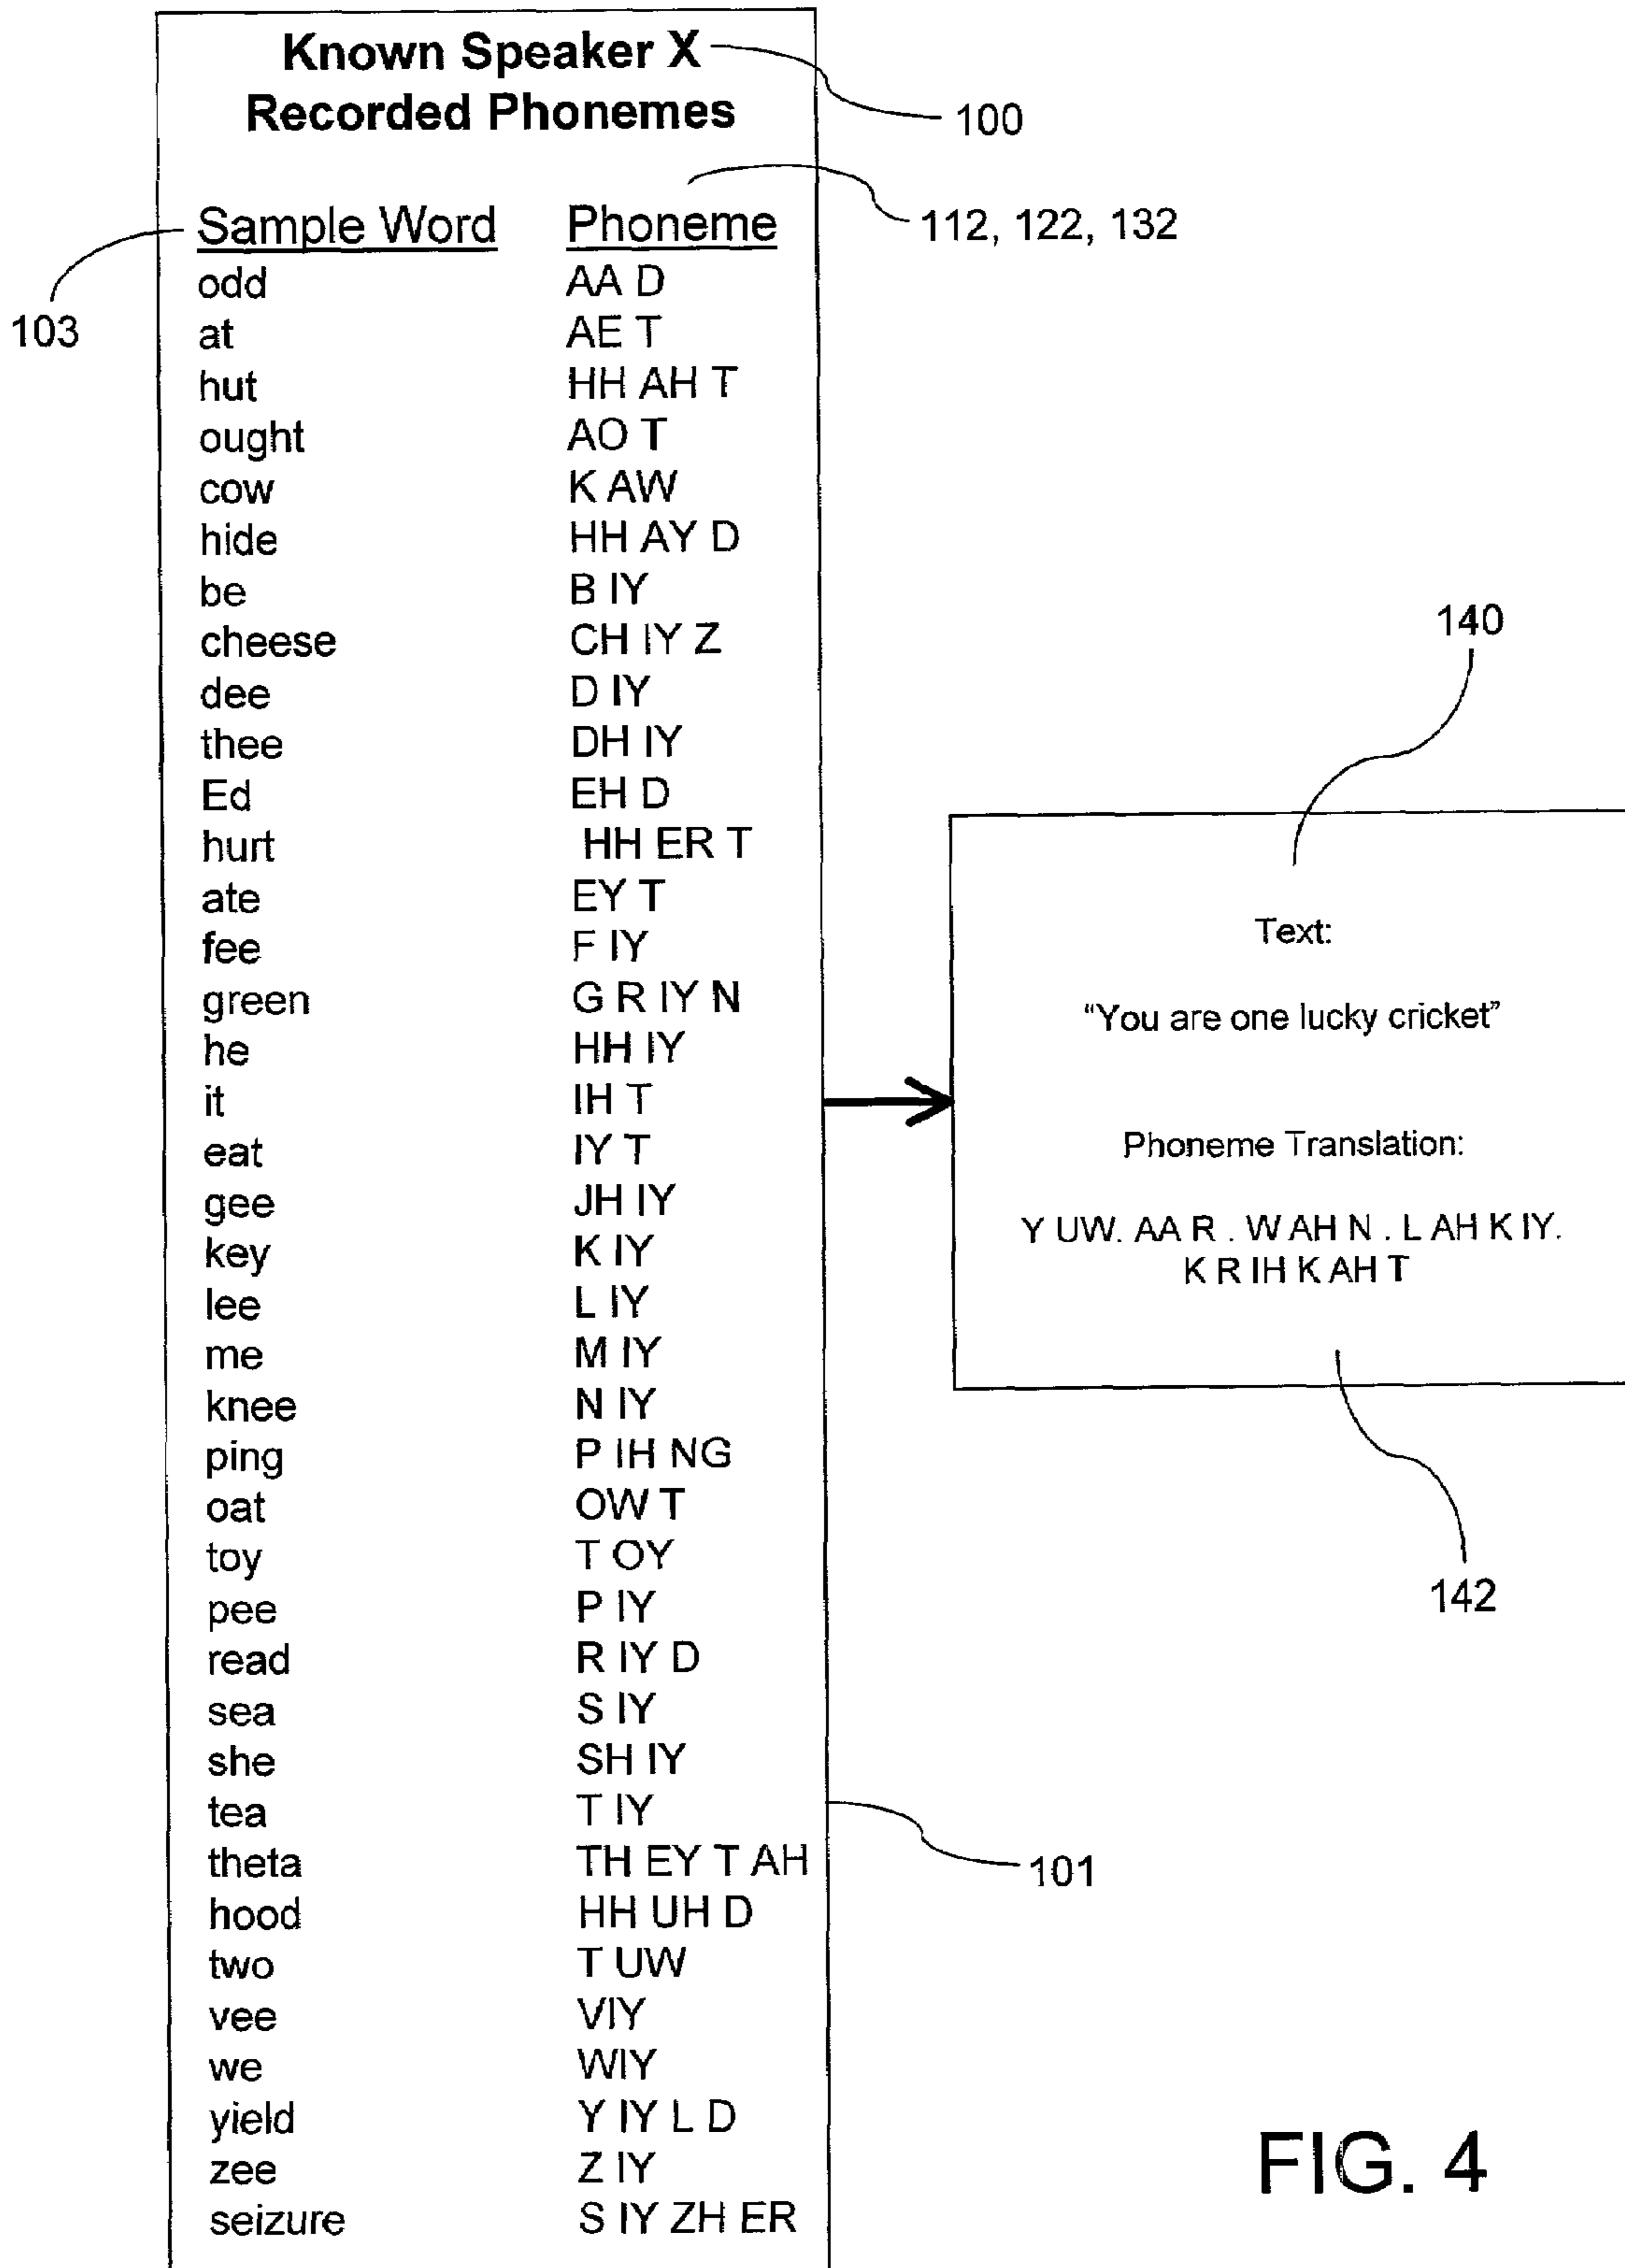 Known Speaker X
Recorded Phonemes
100
112, 122, 132
103
Sample Word Phoneme
odd AA D
at AE T
hut HH AH T
ought AO T
cow K AW
hide HH AY D
be B IY
cheese CH IY Z
dee D IY
thee DH IY
Ed EH D
hurt HH ER T
ate EY T
fee F IY
green G R IY N
he HH IY
it IH T
eat IY T
gee JH IY
key K IY
lee L IY
me M IY
knee N IY
ping P IH NG
oat OW T
toy T OY
pee P IY
read R IY D
sea S IY
she SH IY
tea T IY
theta TH EY T AH
hood HH UH D
two T UW
vee V IY
we W IY
yield Y IY L D
zee Z IY
seizure S IY ZH ER
101
140
Text:
“You are one lucky cricket”
Phoneme Translation:
Y UW. AA R . W AH N . L AH K IY.
K R IH K AH T
142
FIG. 4